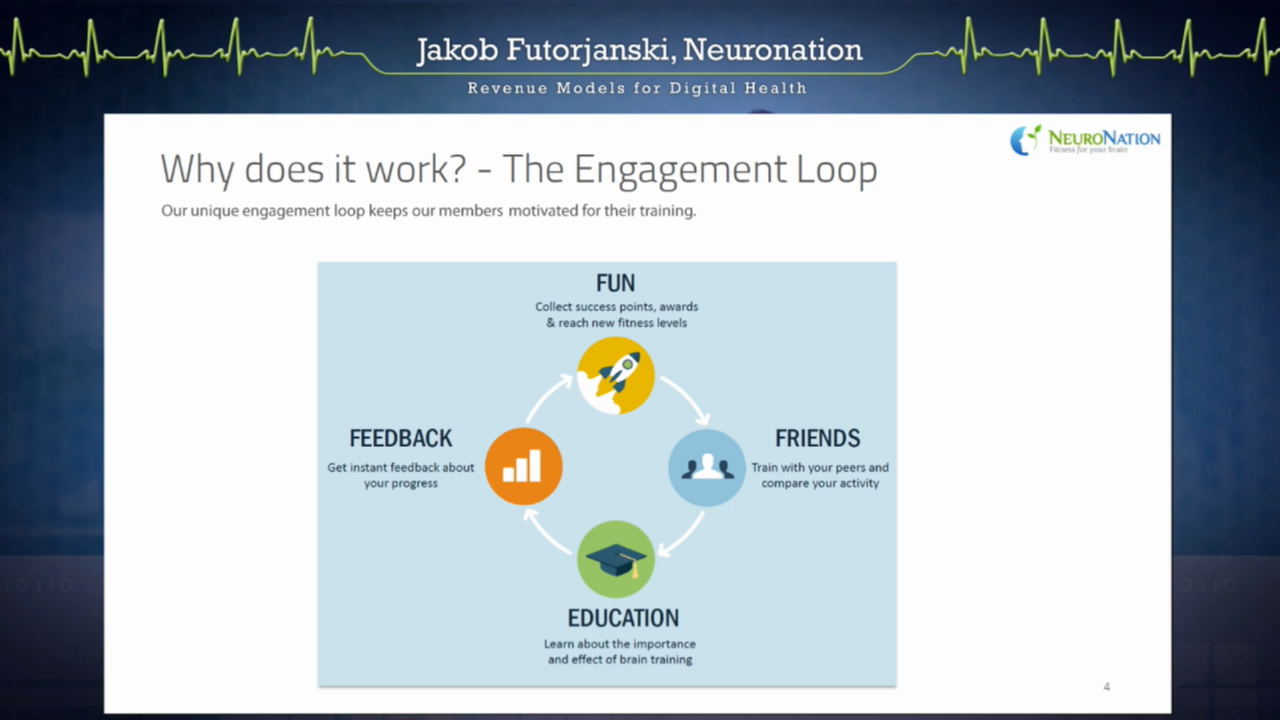 Jakob Futorjanski, Neuronation
Revenue Models for Digital Health
NEURONATION
Fitness for your brain
Why does it work? - The Engagement Loop
Our unique engagement loop keeps our members motivated for their training.
FUN
Collect success points, awards
& reach new fitness levels
FEEDBACK
Get instant feedback about
your progress
FRIENDS
Train with your peers and
compare your activity
EDUCATION
Learn about the importance
and effect of brain training
4